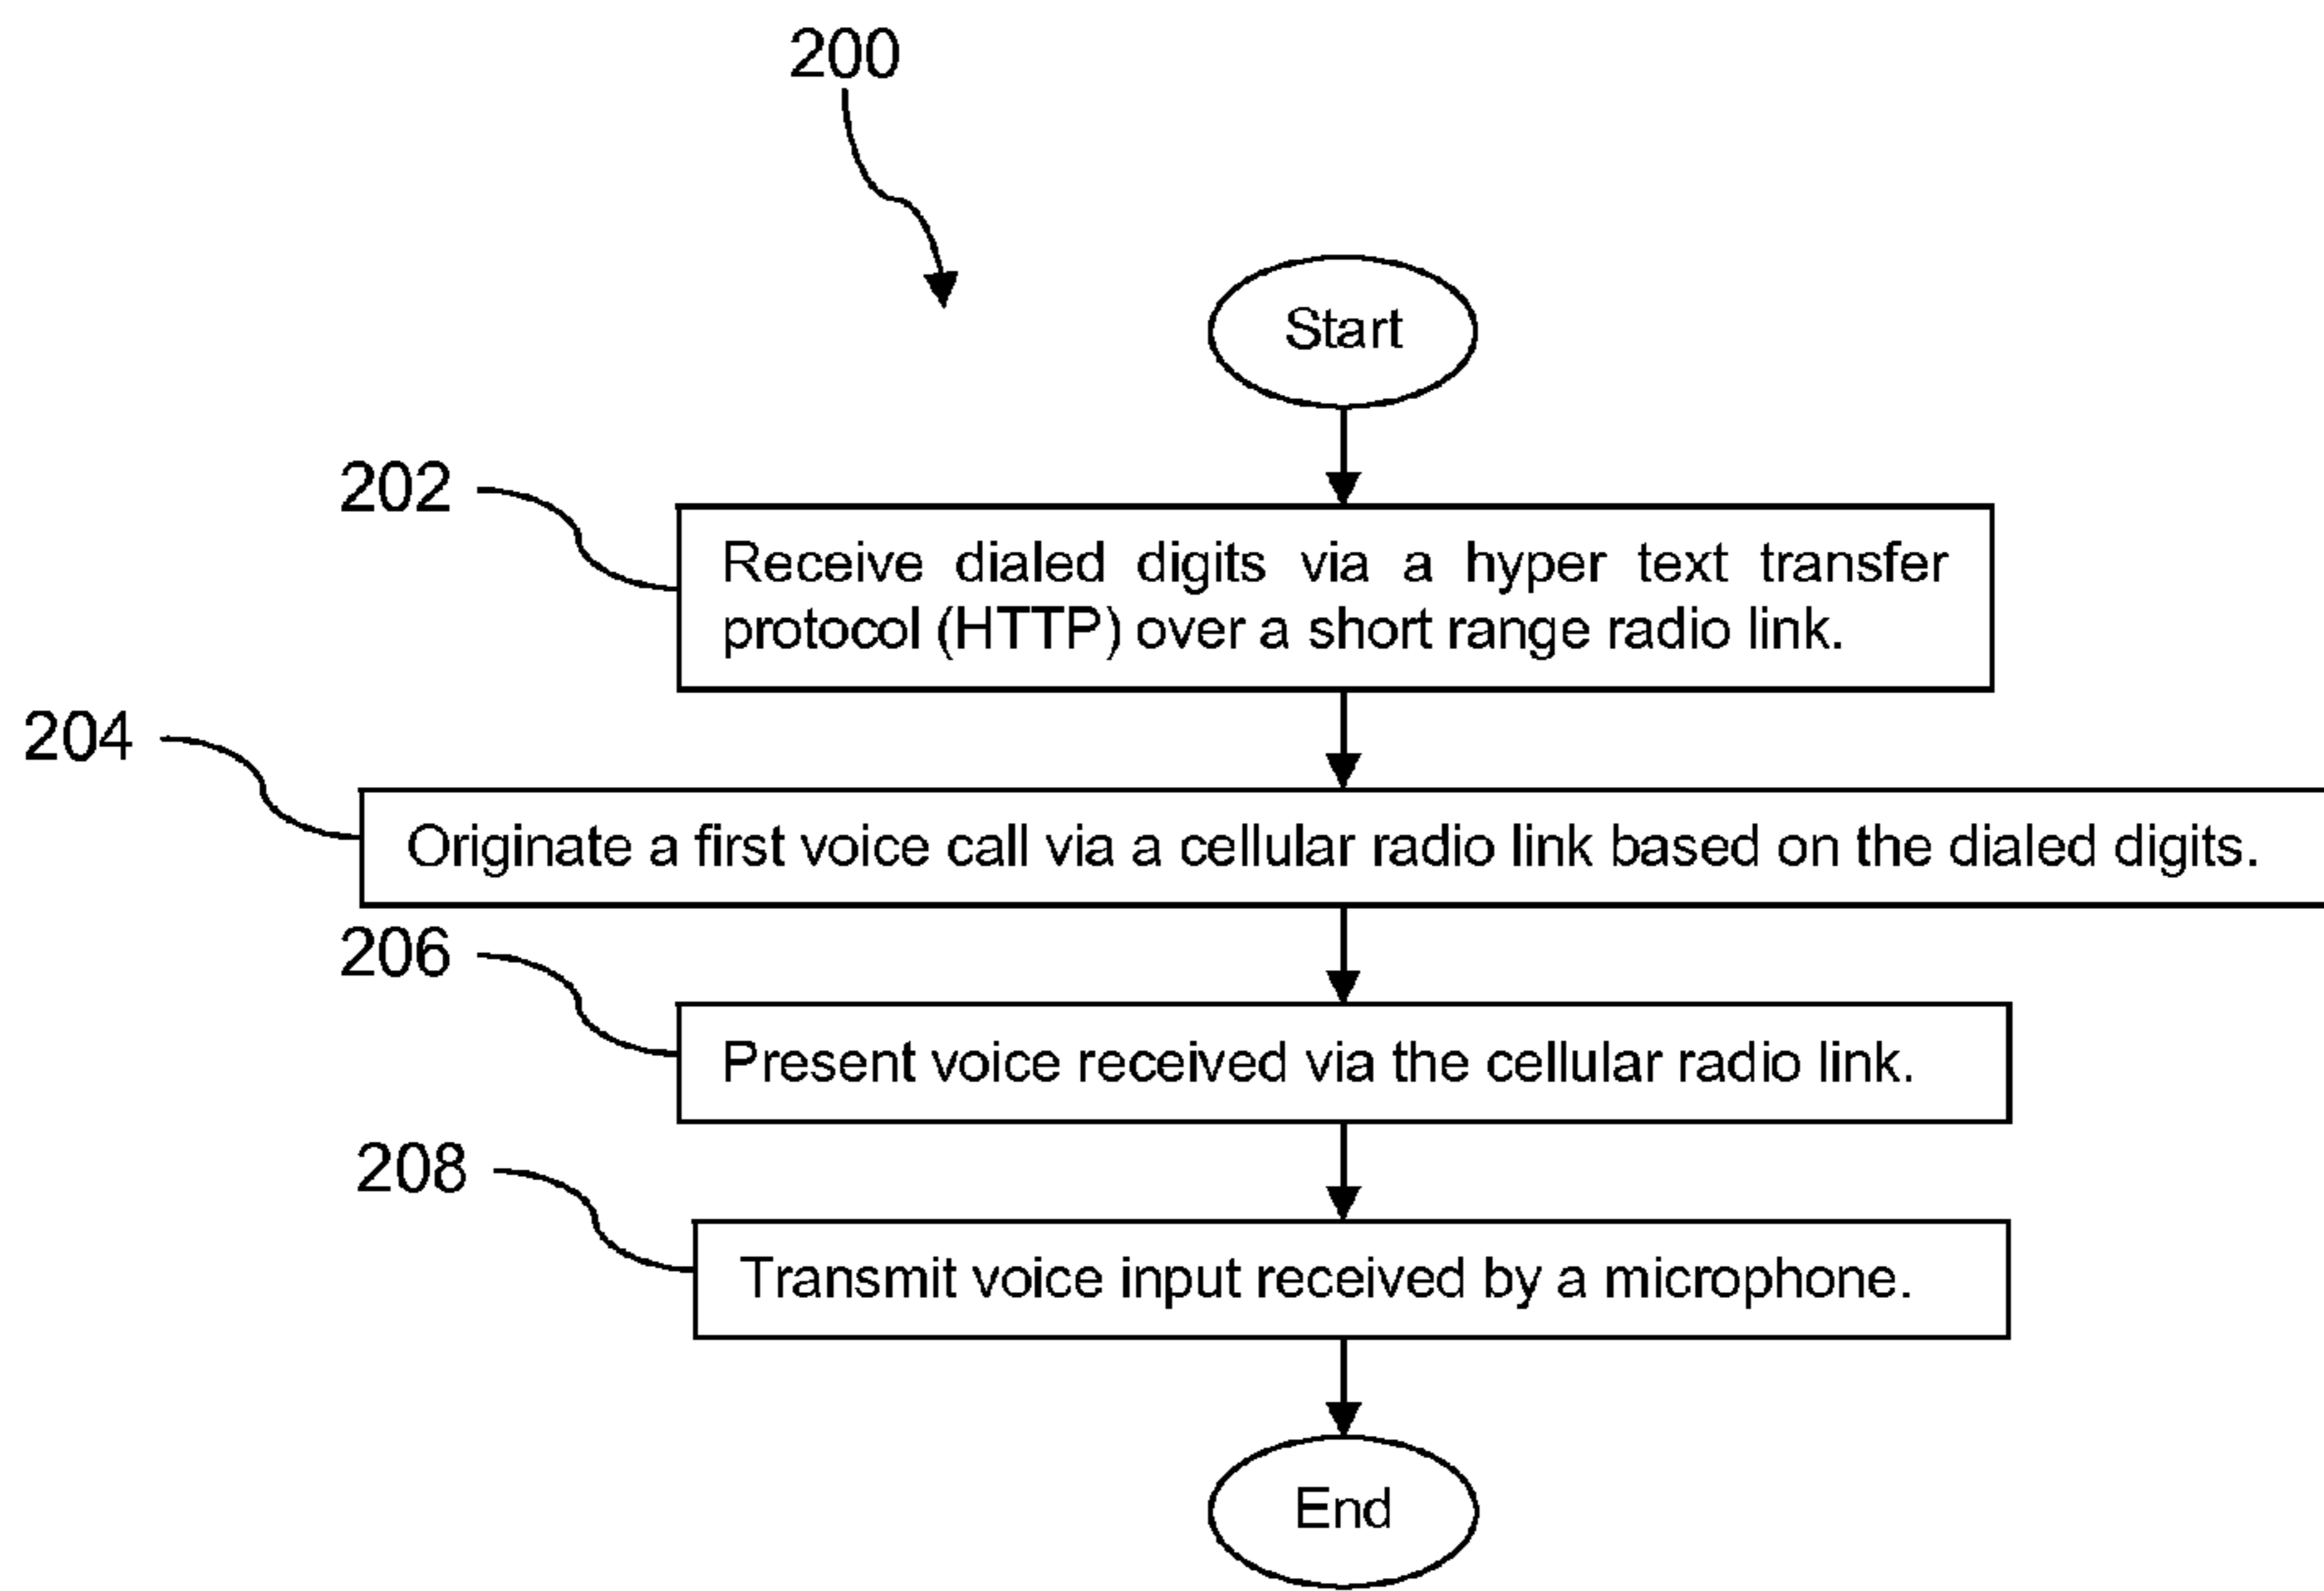 200
Start
202
Receive dialed digits via a hyper text transfer
protocol (HTTP) over a short range radio link.
204
Originate a first voice call via a cellular radio link based on the dialed digits.
206
Present voice received via the cellular radio link.
208
Transmit voice input received by a microphone.
End